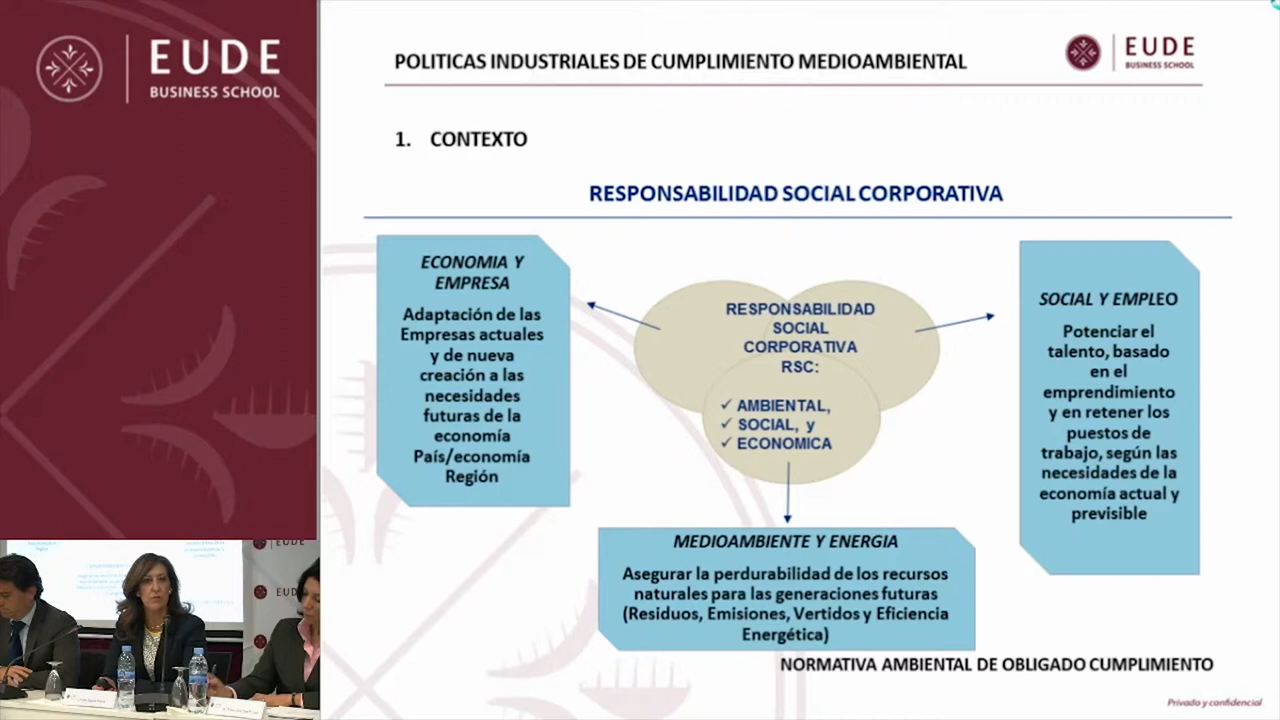 EUDE
BUSINESS SCHOOL
POLITICAS INDUSTRIALES DE CUMPLIMIENTO MEDIOAMBIENTAL
EUDE
BUSINESS SCHOOL
1. CONTEXTO
RESPONSABILIDAD SOCIAL CORPORATIVA
ECONOMIA Y
EMPRESA
Adaptación de las
Empresas actuales
y de nueva
creación a las
necesidades
futuras de la
economía
País/economía
Región
RESPONSABILIDAD
SOCIAL
CORPORATIVA
RSC:
✓ AMBIENTAL,
✓ SOCIAL, y
✓ ECONOMICA
SOCIAL Y EMPLEO
Potenciar el
talento, basado
en el
emprendimiento
y en retener los
puestos de
trabajo, según las
necesidades de la
economía actual y
previsible
MEDIOAMBIENTE Y ENERGIA
Asegurar la perdurabilidad de los recursos
naturales para las generaciones futuras
(Residuos, Emisiones, Vertidos y Eficiencia
Energética)
NORMATIVA AMBIENTAL DE OBLIGADO CUMPLIMIENTO
Privado y confidencial
EUDE